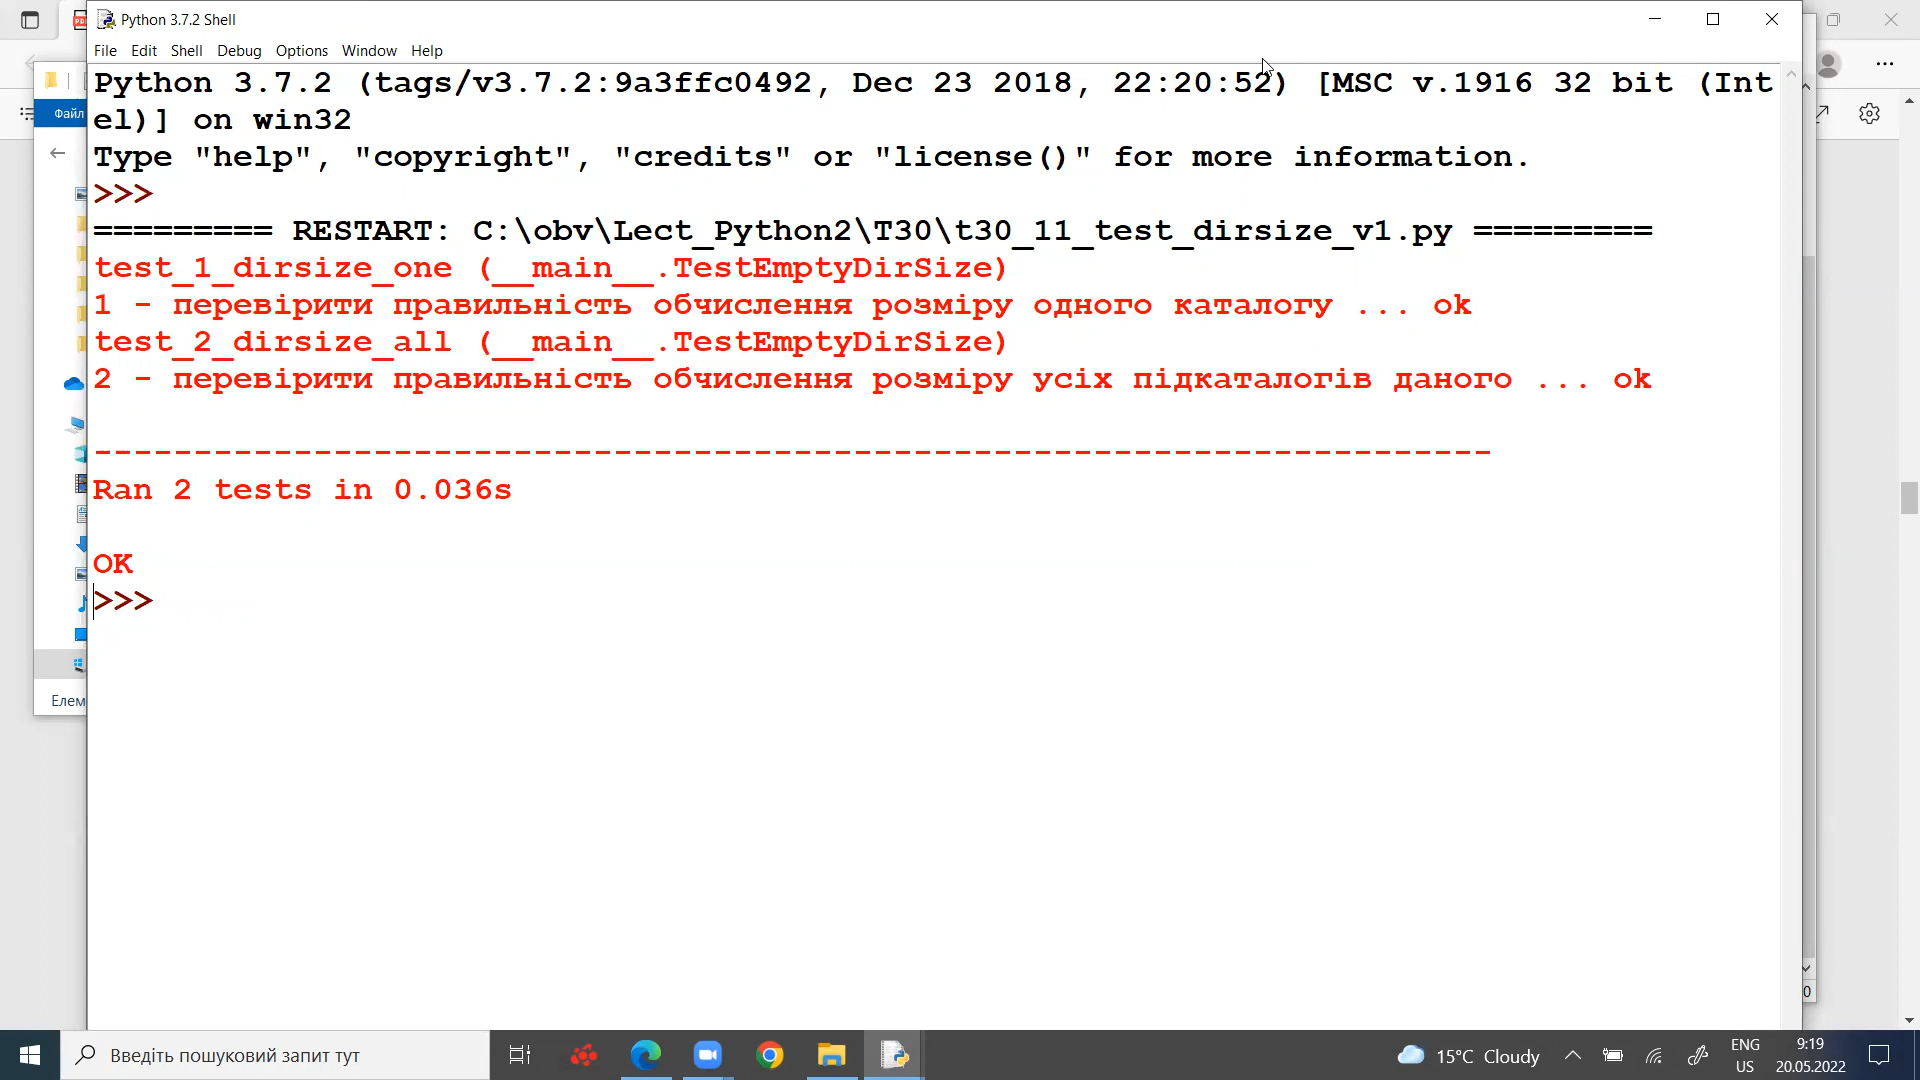 Python 3.7.2 Shell
File Edit Shell Debug Options Window Help
Python 3.7.2 (tags/v3.7.2:9a3ffc0492, Dec 23 2018, 22:20:52) [MSC v.1916 32 bit (Int
el)] on win32
Type "help", "copyright", "credits" or "license()" for more information.
>>>
========= RESTART: C:\obv\Lect_Python2\T30\t30_11_test_dirsize_v1.py =========
test_1_dirsize_one (__main__.TestEmptyDirSize)
1 - перевірити правильність обчислення розміру одного каталогу ... ok
test_2_dirsize_all (__main__.TestEmptyDirSize)
2 - перевірити правильність обчислення розміру усіх підкаталогів даного ... ok
----------------------------------------------------------------------
Ran 2 tests in 0.036s
OK
>>>
Файл
Елем
0
Введіть пошуковий запит тут
15°C Cloudy
ENG
US
9:19
20.05.2022